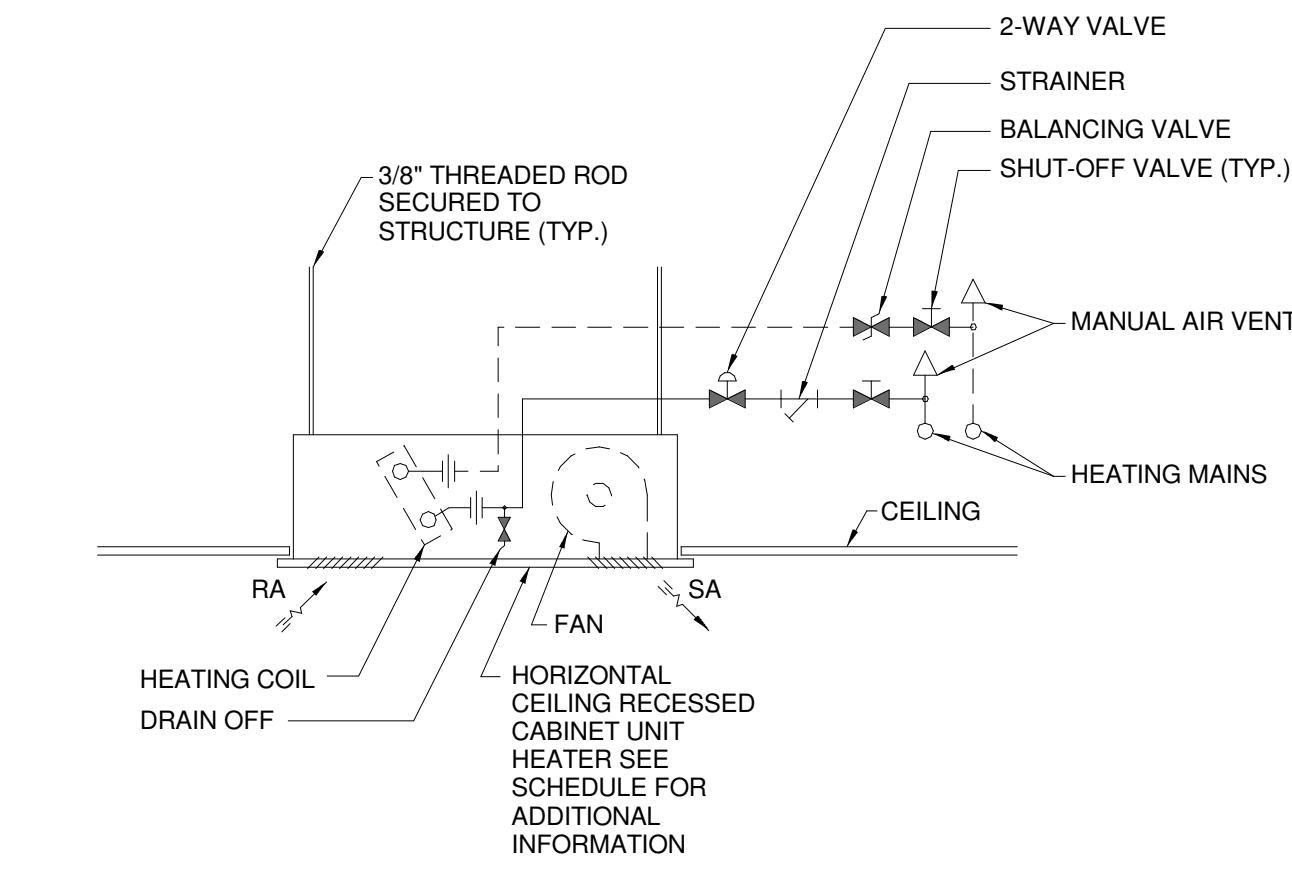 2-WAY VALVE
STRAINER
BALANCING VALVE
SHUT-OFF VALVE (TYP.)
3/8" THREADED ROD
SECURED TO
STRUCTURE (TYP.)
MANUAL AIR VENT
HEATING MAINS
CEILING
RA
SA
FAN
HEATING COIL
DRAIN OFF
HORIZONTAL
CEILING RECESSED
CABINET UNIT
HEATER SEE
SCHEDULE FOR
ADDITIONAL
INFORMATION